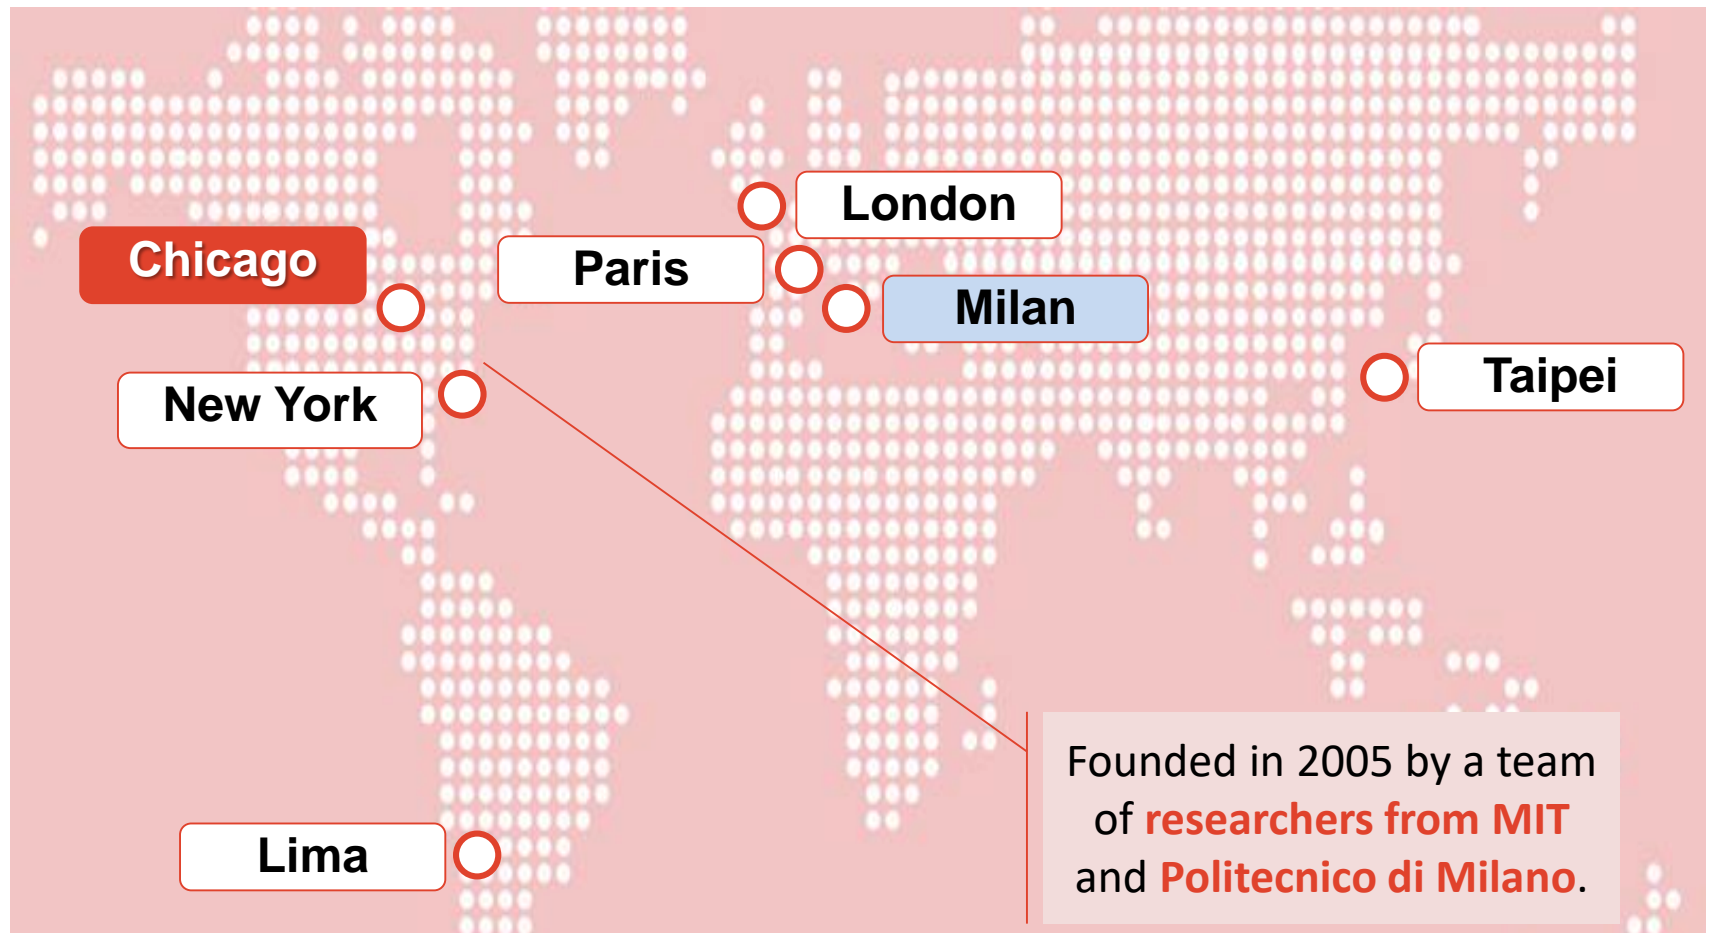 London
Chicago
Paris
Milan
Taipei
New York
Founded in 2005 by a team
of researchers from MIT
and Politecnico di Milano.
Lima